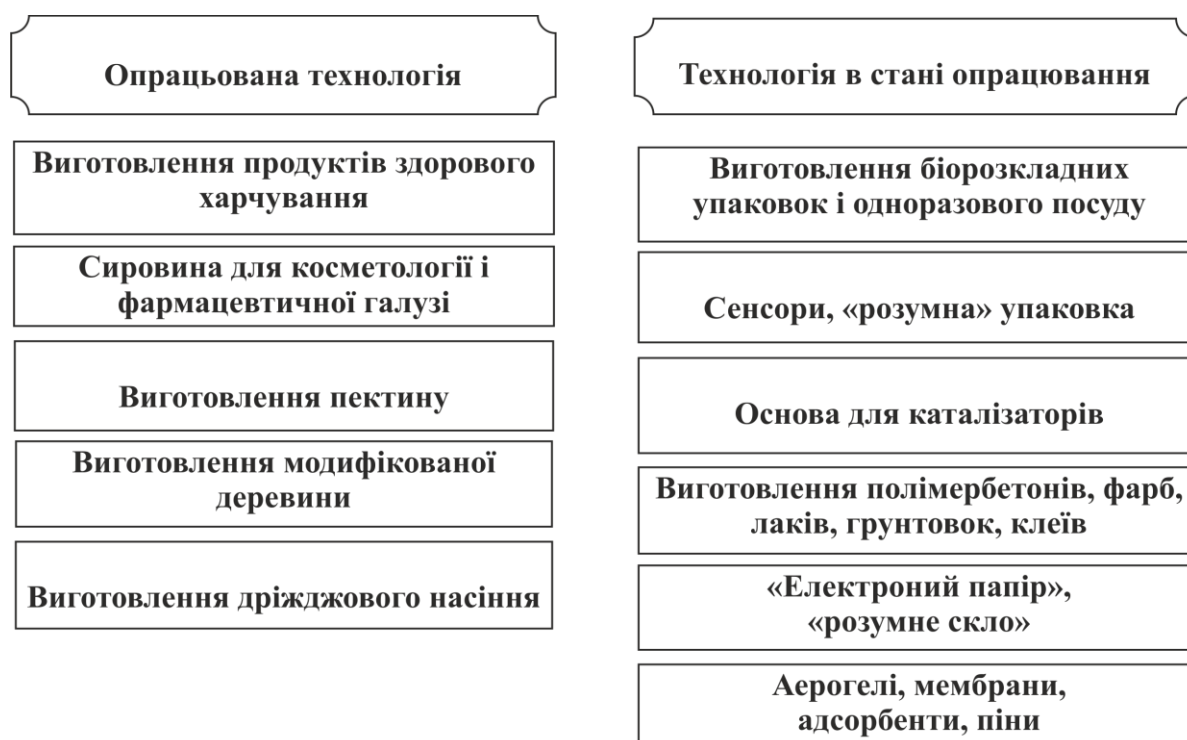 Опрацьована технологія
Виготовлення продуктів здорового
харчування
Сировина для косметології і
фармацевтичної галузі
Виготовлення пектину
Виготовлення модифікованої
деревини
Виготовлення дріжджового насіння
Технологія в стані опрацювання
Виготовлення біорозкладних
упаковок і одноразового посуду
Сенсори, «розумна» упаковка
Основа для каталізаторів
Виготовлення полімербетонів, фарб,
лаків, грунтовок, клеїв
«Електроний папір»,
«розумне скло»
Аерогелі, мембрани,
адсорбенти, піни